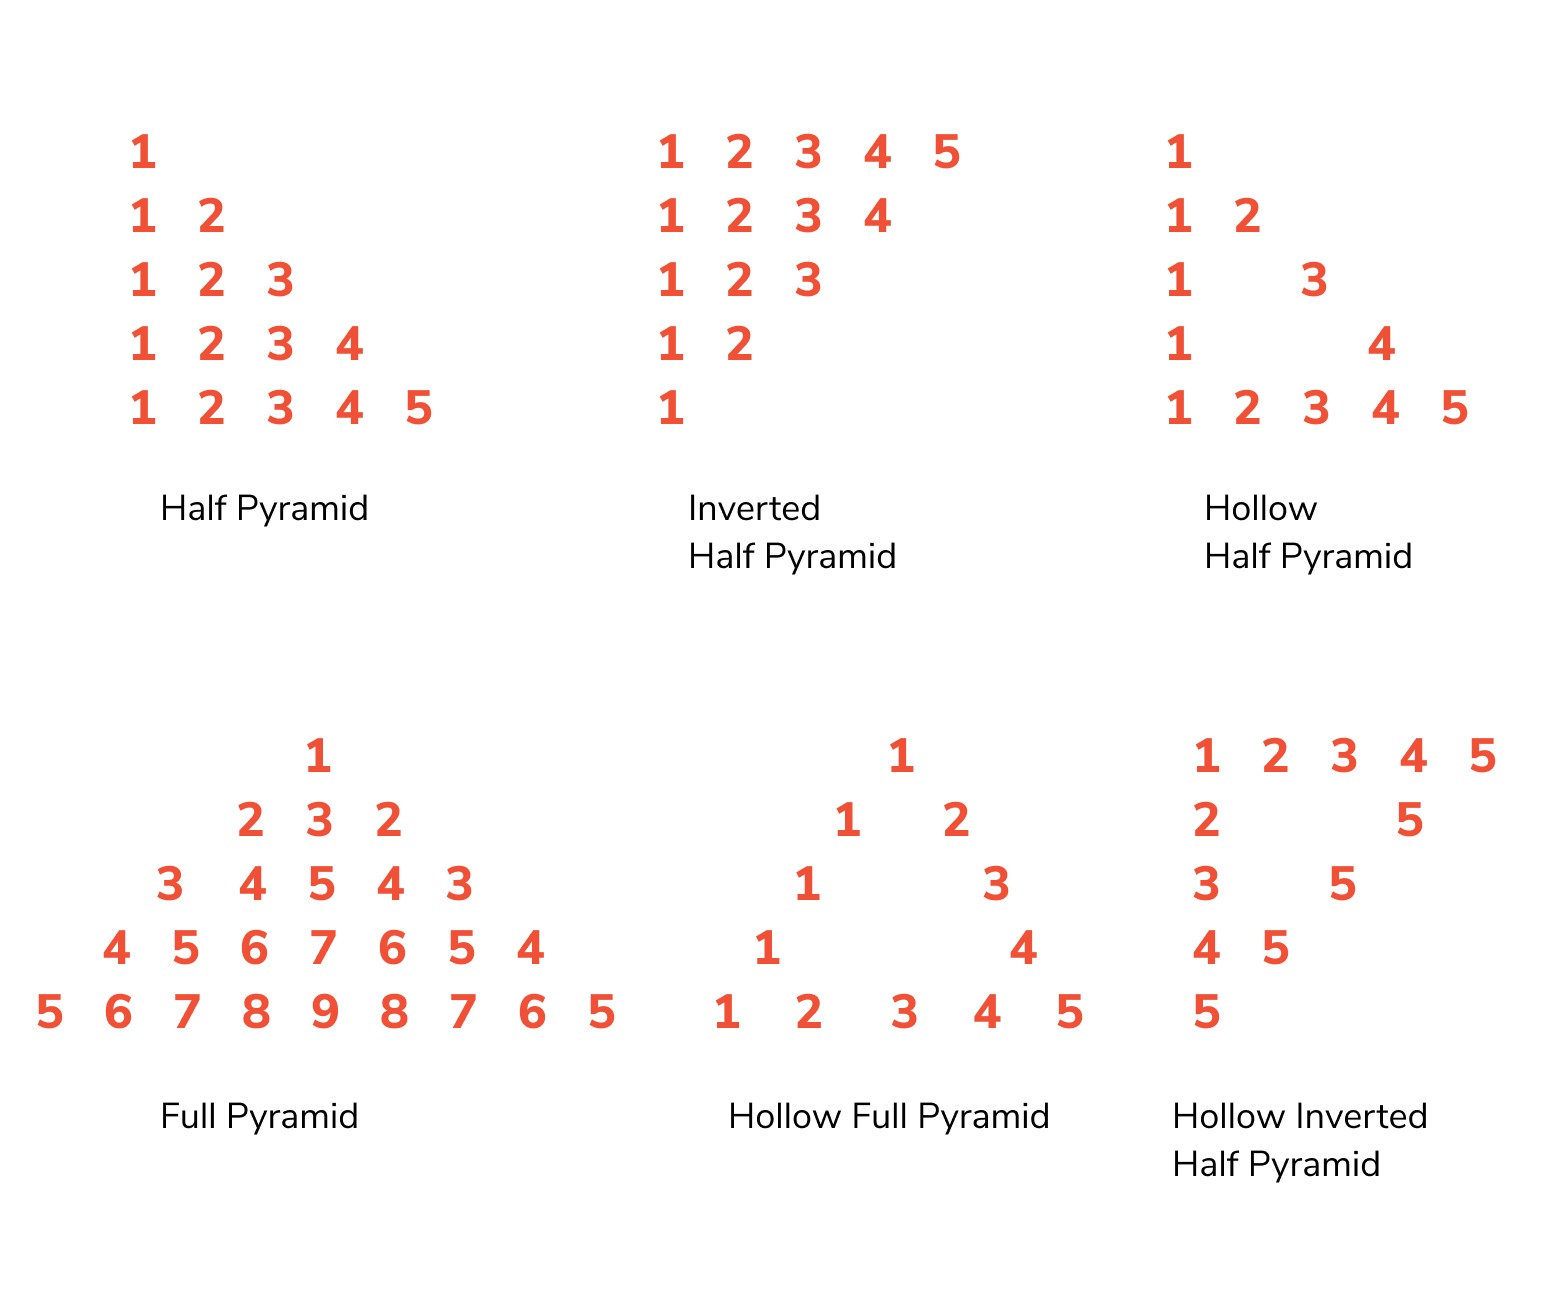 1
1 2
1 2 3
1 2 3 4
1 2 3 4 5
Half Pyramid
1 2 3 4 5
1 2 3 4
1 2 3
1 2
1
Inverted
Half Pyramid
1
1 2
1 3
1 4
1 2 3 4 5
Hollow
Half Pyramid
1
2 3 2
3 4 5 4 3
4 5 6 7 6 5 4
5 6 7 8 9 8 7 6 5
Full Pyramid
1
1 2
1 3
1 4
1 2 3 4 5
Hollow Full Pyramid
1 2 3 4 5
2 5
3 5
4 5
5
Hollow Inverted
Half Pyramid